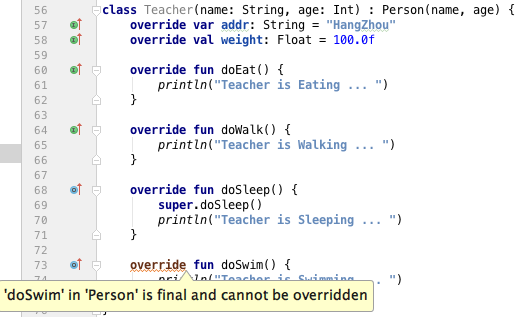 56 class Teacher(name: String, age: Int) : Person(name, age) {
57 override var addr: String = "HangZhou"
58 override val weight: Float = 100.0f
59
60 override fun doEat() {
61 println("Teacher is Eating ... ")
62 }
63
64 override fun doWalk() {
65 println("Teacher is Walking ... ")
66 }
67
68 override fun doSleep() {
69 super.doSleep()
70 println("Teacher is Sleeping ... ")
71 }
72
73 override fun doSwim() {
println("Teacher is Swimming ... ")
'doSwim' in 'Person' is final and cannot be overridden